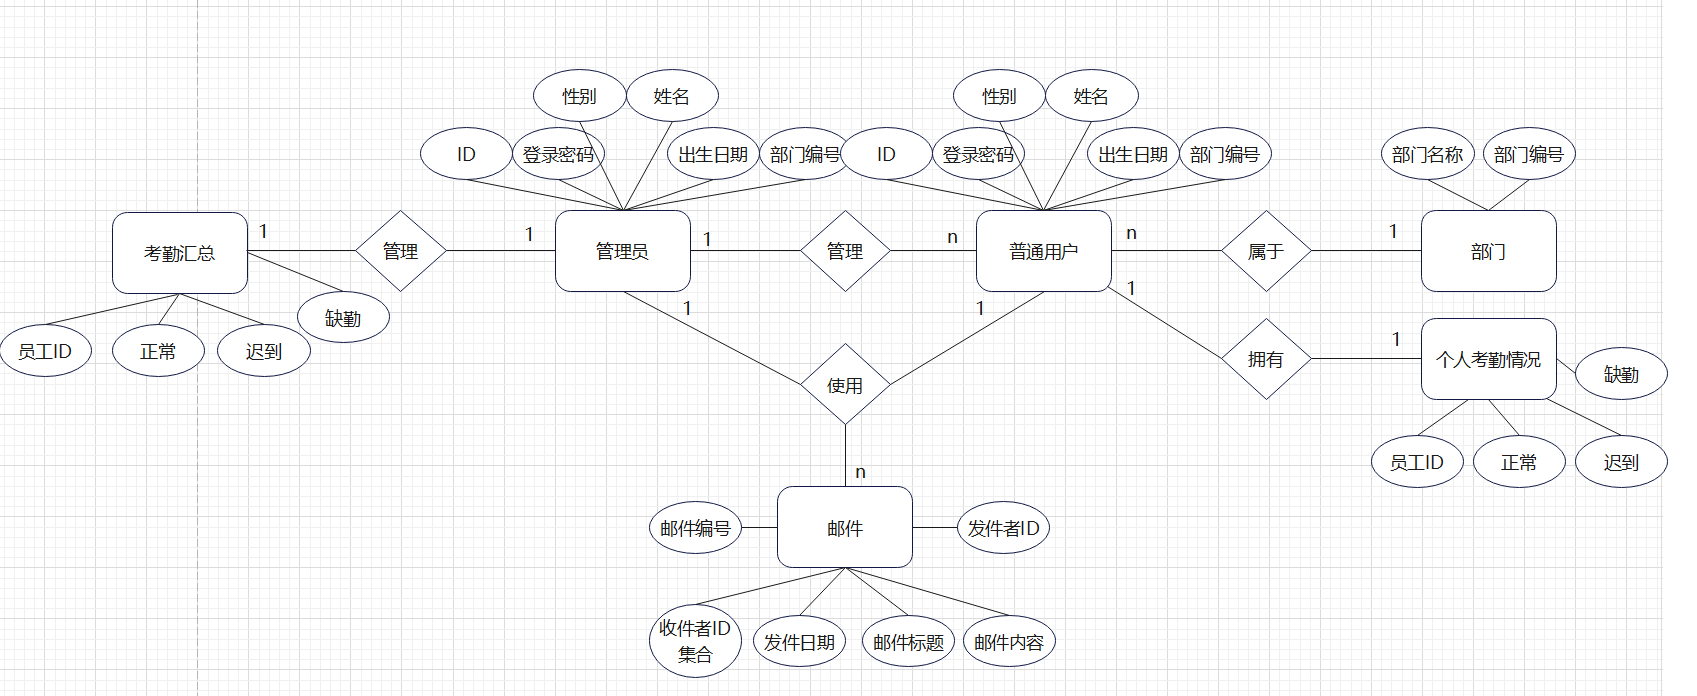 性别
姓名
性别
姓名
ID
登录密码
出生日期
部门编号
ID
登录密码
出生日期
部门编号
部门名称
部门编号
考勤汇总
1
管理
1
管理员
1
管理
n
普通用户
n
属于
1
部门
员工ID
正常
迟到
缺勤
1
1
1
使用
拥有
1
个人考勤情况
缺勤
员工ID
正常
迟到
n
邮件编号
邮件
发件者ID
收件者ID
集合
发件日期
邮件标题
邮件内容